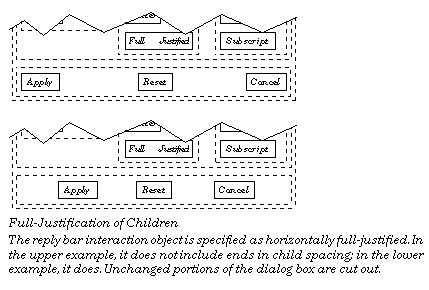 Full Justified Subscript
Apply Reset Cancel
Full Justified Subscript
Apply Reset Cancel
Full-Justification of Children
The reply bar interaction object is specified as horizontally full-justified. In
the upper example, it does not include ends in child spacing; in the lower
example, it does. Unchanged portions of the dialog box are cut out.